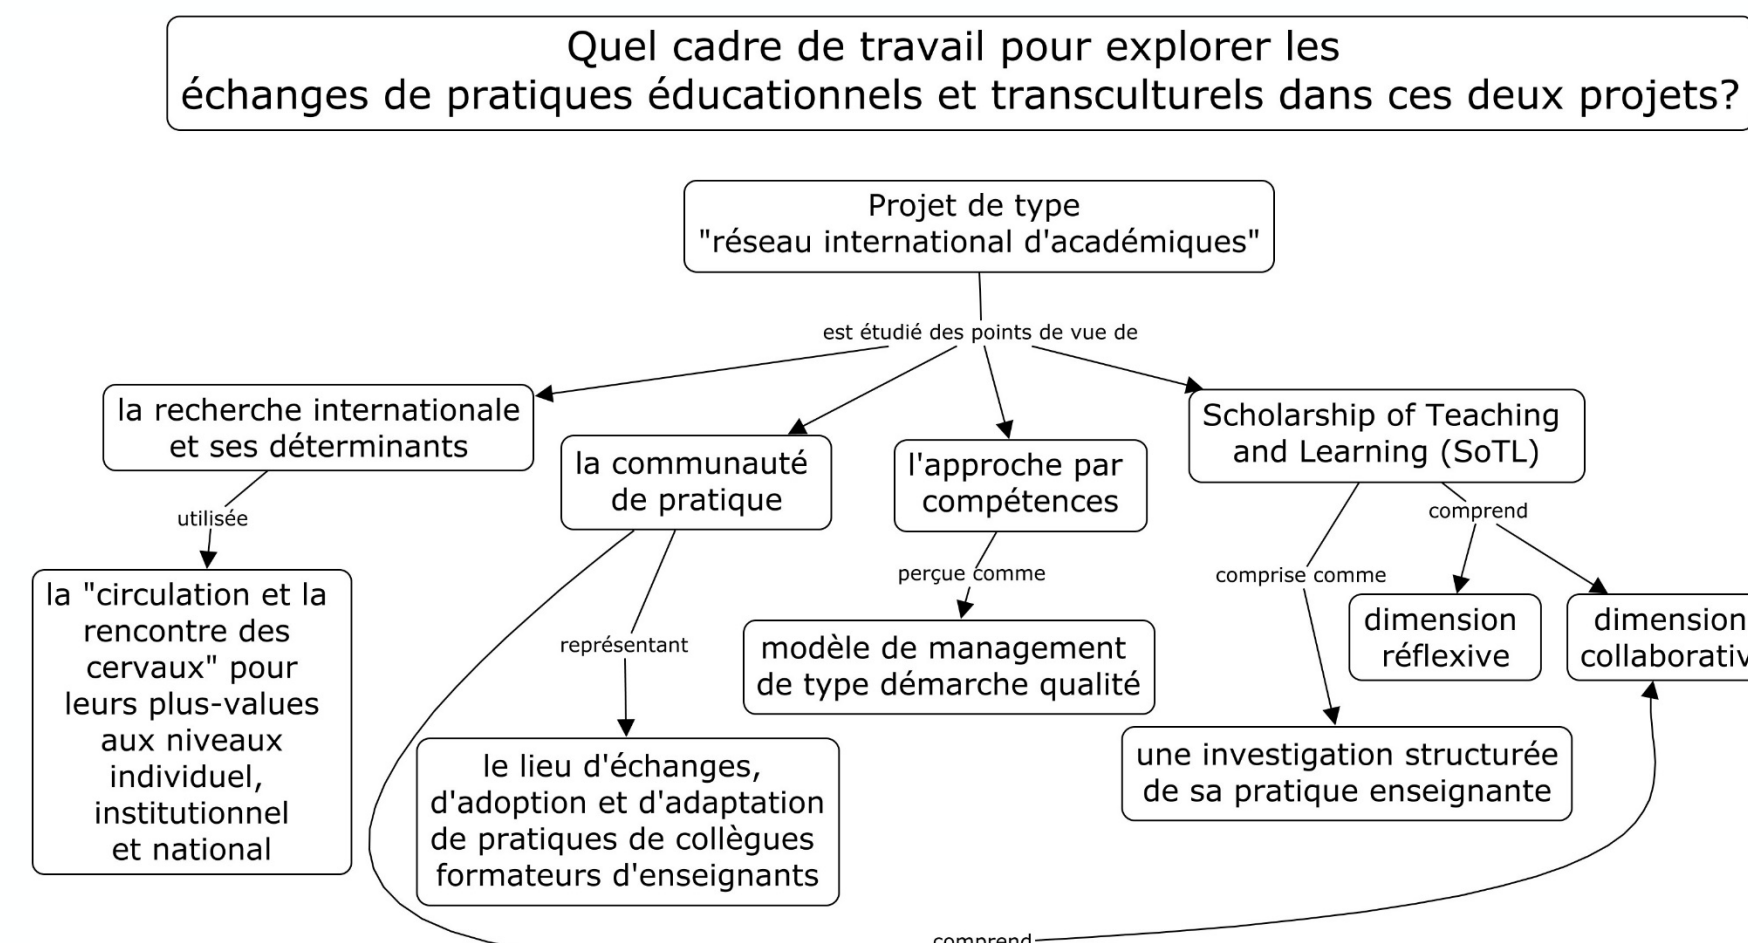 Quel cadre de travail pour explorer les
échanges de pratiques éducationnels et transculturels dans ces deux projets?
Projet de type
"réseau international d'académiques"
est étudié des points de vue de
la recherche internationale
et ses déterminants
la communauté
de pratique
l'approche par
compétences
Scholarship of Teaching
and Learning (SoTL)
utilisée
la "circulation et la
rencontre des
cervaux" pour
leurs plus-values
aux niveaux
individuel,
institutionnel
et national
représentant
le lieu d'échanges,
d'adoption et d'adaptation
de pratiques de collègues
formateurs d'enseignants
perçue comme
modèle de management
de type démarche qualité
comprise comme
une investigation structurée
de sa pratique enseignante
comprend
dimension
réflexive
dimension
collaborativ
comprend